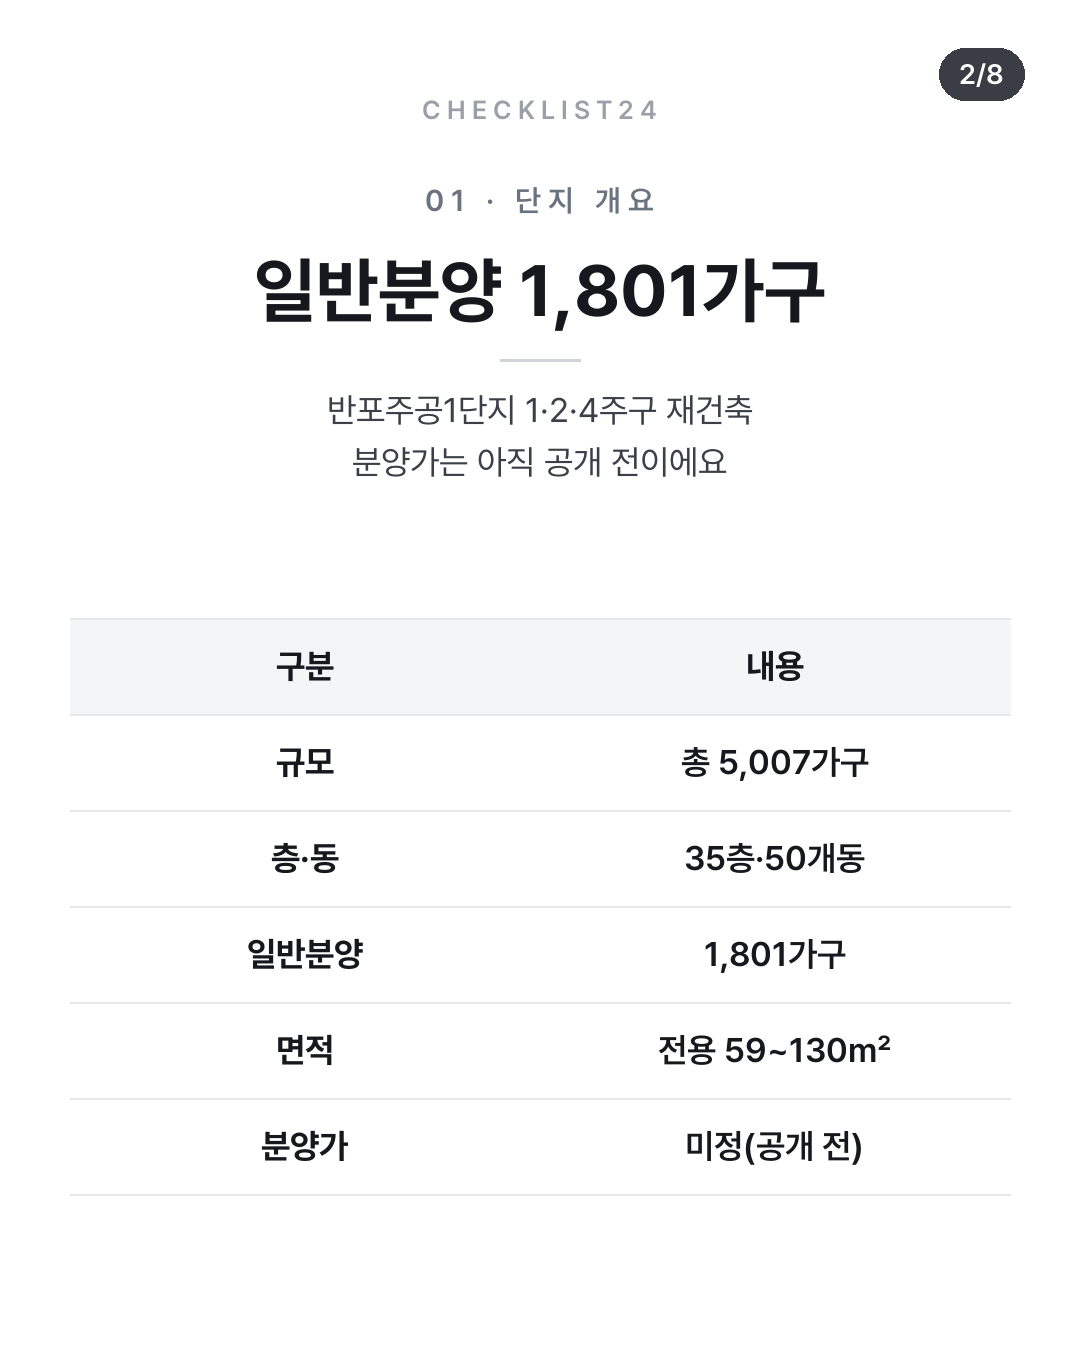 2/8
CHECKLIST24
01 · 단지 개요
일반분양 1,801가구
반포주공1단지 1·2·4주구 재건축
분양가는 아직 공개 전이에요
구분 내용
규모 총 5,007가구
층·동 35층·50개동
일반분양 1,801가구
면적 전용 59~130m²
분양가 미정(공개 전)